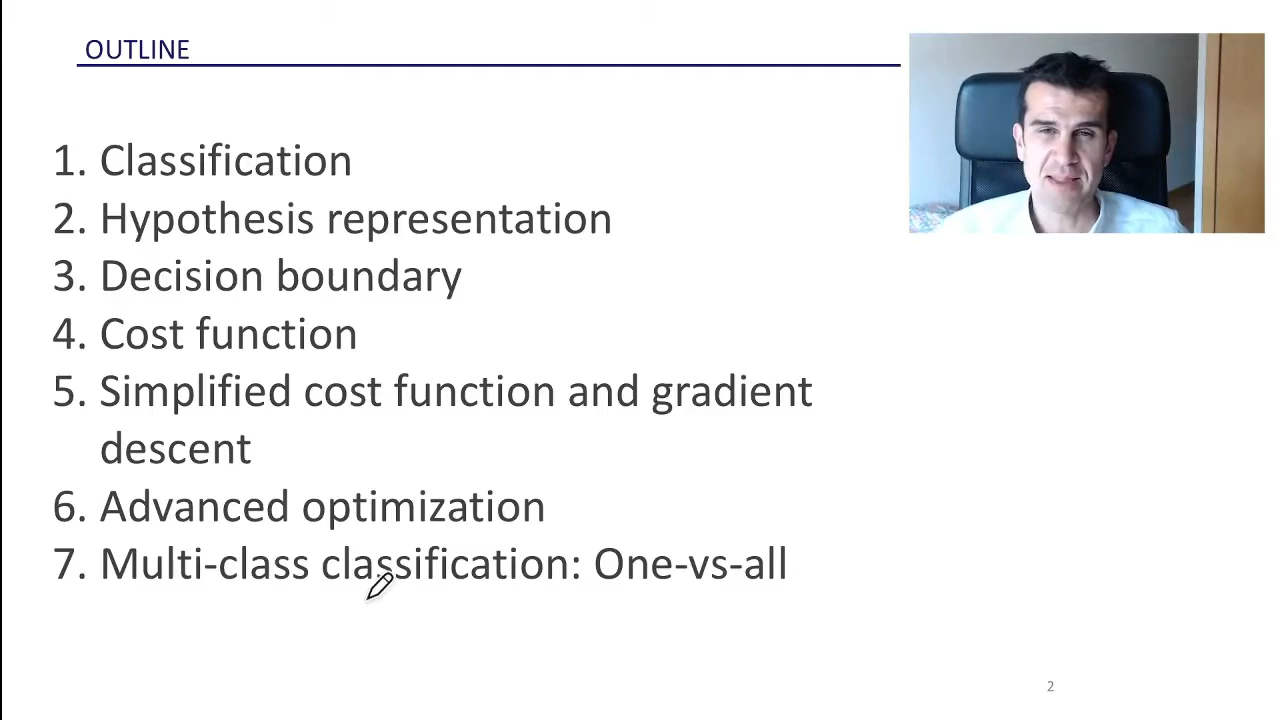 OUTLINE
1. Classification
2. Hypothesis representation
3. Decision boundary
4. Cost function
5. Simplified cost function and gradient
descent
6. Advanced optimization
7. Multi-class classification: One-vs-all
2